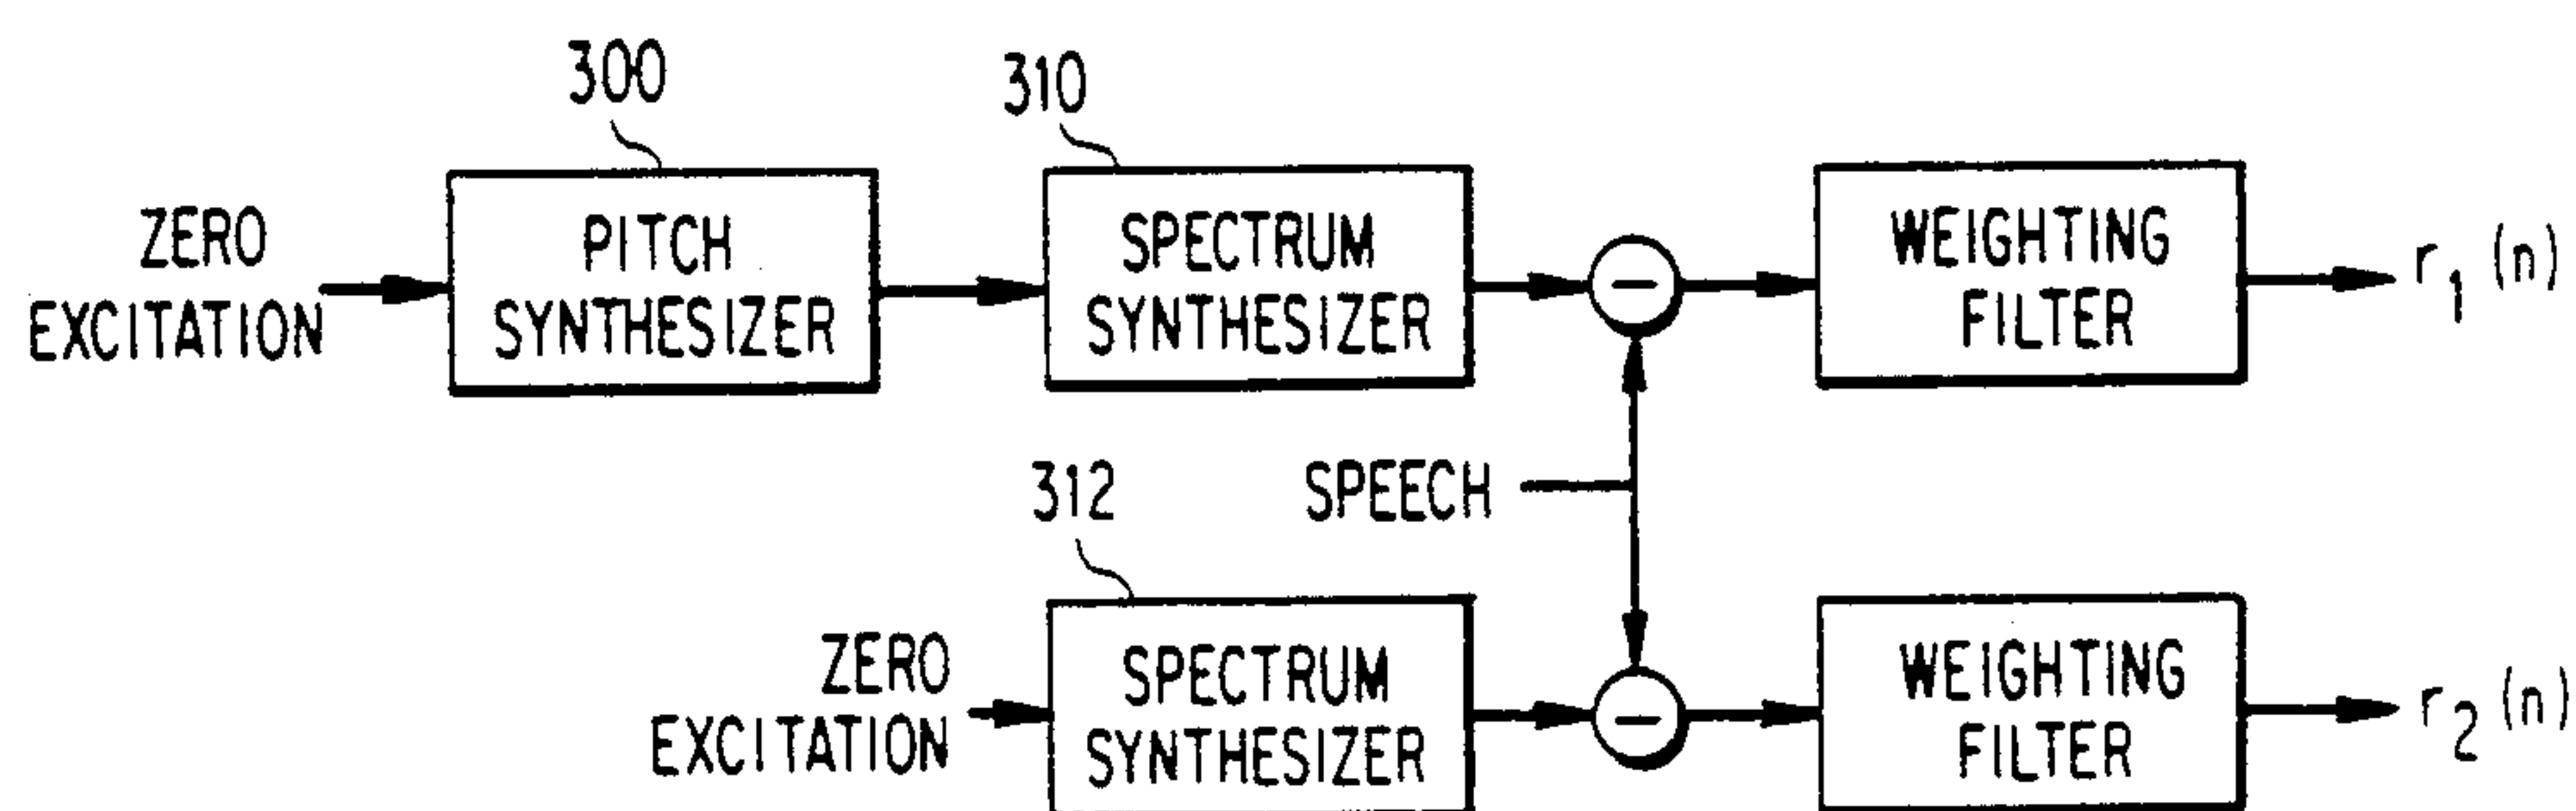 300
310
ZERO
EXCITATION
PITCH
SYNTHESIZER
SPECTRUM
SYNTHESIZER
−
WEIGHTING
FILTER
r1 (n)
SPEECH
312
ZERO
EXCITATION
SPECTRUM
SYNTHESIZER
−
WEIGHTING
FILTER
r2 (n)